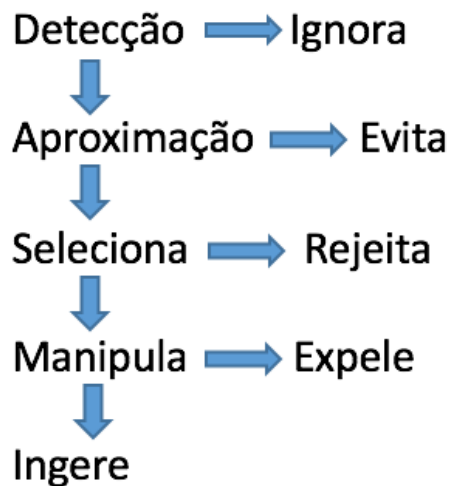 Detecção Ignora
Aproximação Evita
Seleciona Rejeita
Manipula Expele
Ingere